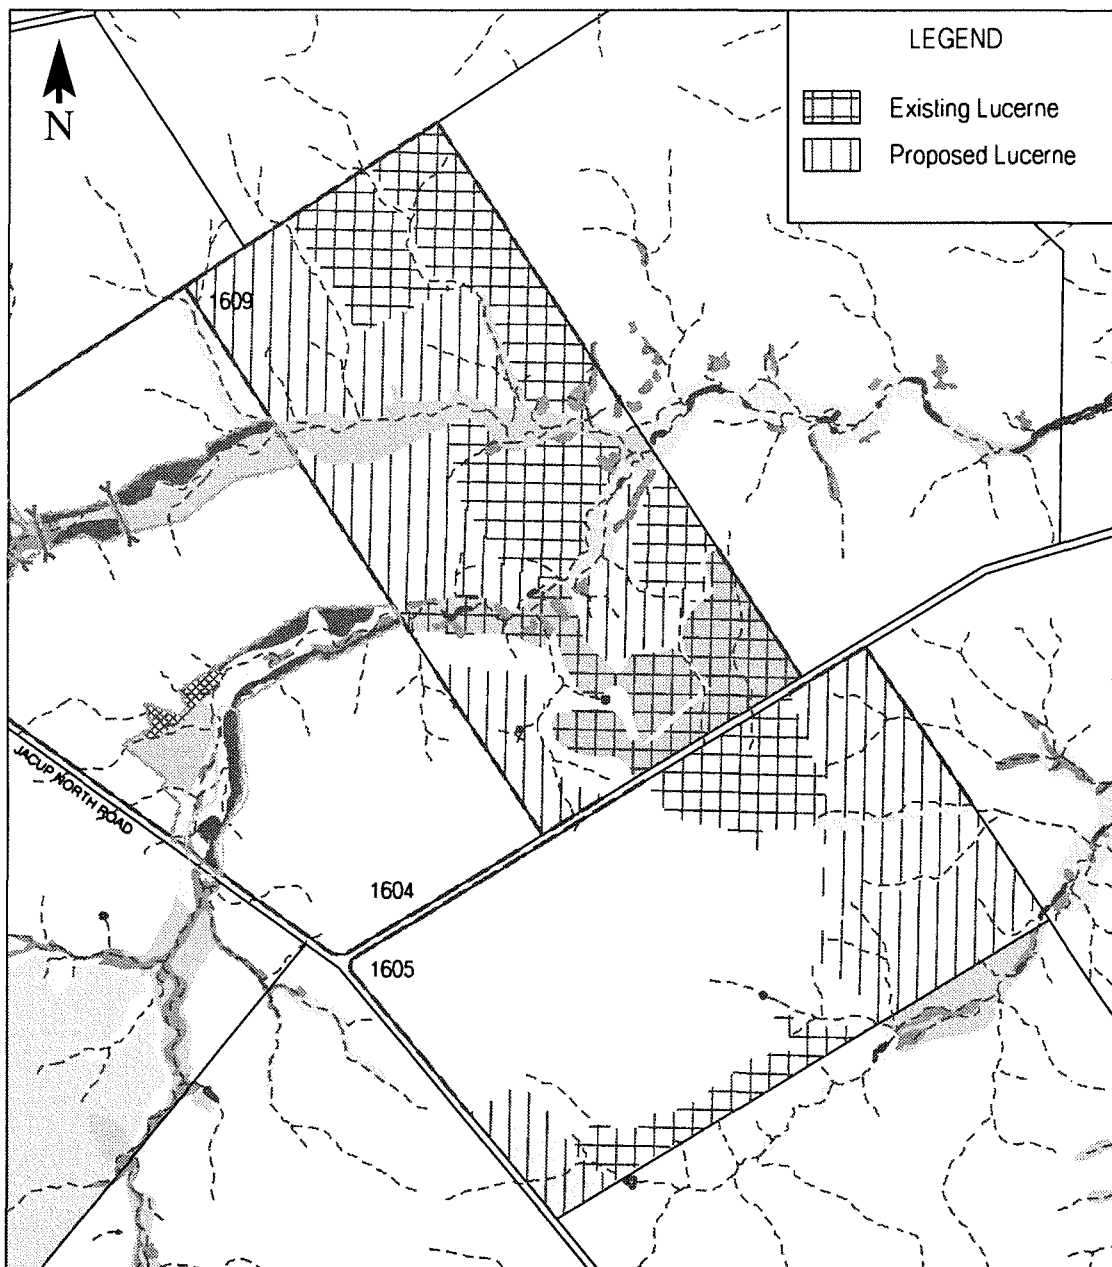 LEGEND
N
Existing Lucerne
Proposed Lucerne
1609
JACUP NORTH ROAD
1604
1605